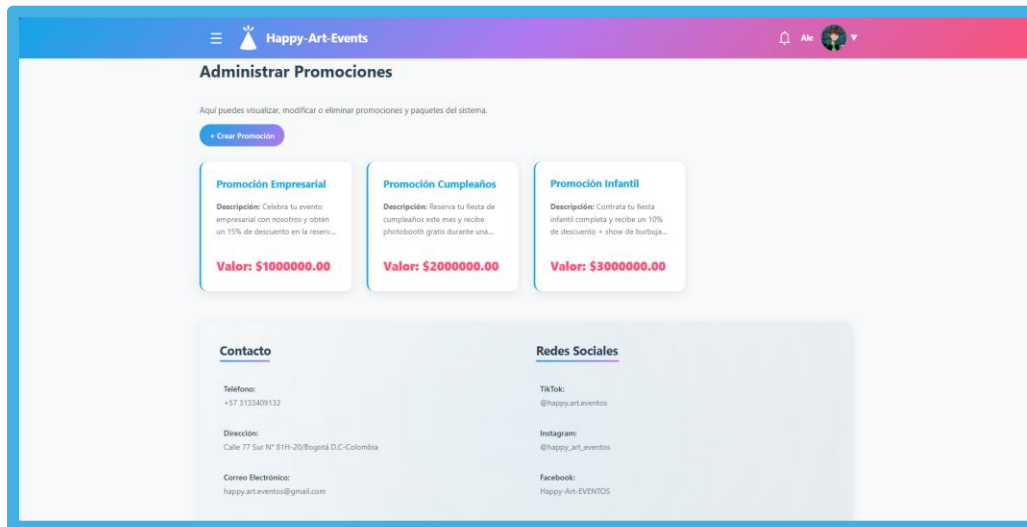 Happy-Art-Events
Ale
Administrar Promociones
Aquí puedes visualizar, modificar o eliminar promociones y paquetes del sistema.
+ Crear Promoción
Promoción Empresarial
Descripción: Celebra tu evento
empresarial con nosotros y obtén
un 15% de descuento en la reserv...
Valor: $1000000.00
Promoción Cumpleaños
Descripción: Reserva tu fiesta de
cumpleaños este mes y recibe
photobooth gratis durante una...
Valor: $2000000.00
Promociòn Infantil
Descripción: Contrata tu fiesta
infantil completa y recibe un 10%
de descuento + show de burbuja...
Valor: $3000000.00
Contacto
Teléfono:
+57 3133409132
Dirección:
Calle 77 Sur N° 81H-20/Bogotá D.C-Colombia
Correo Electrónico:
happy.art.eventos@gmail.com
Redes Sociales
TikTok:
@happy.art.eventos
Instagram:
@happy_art_eventos
Facebook:
Happy-Art-EVENTOS